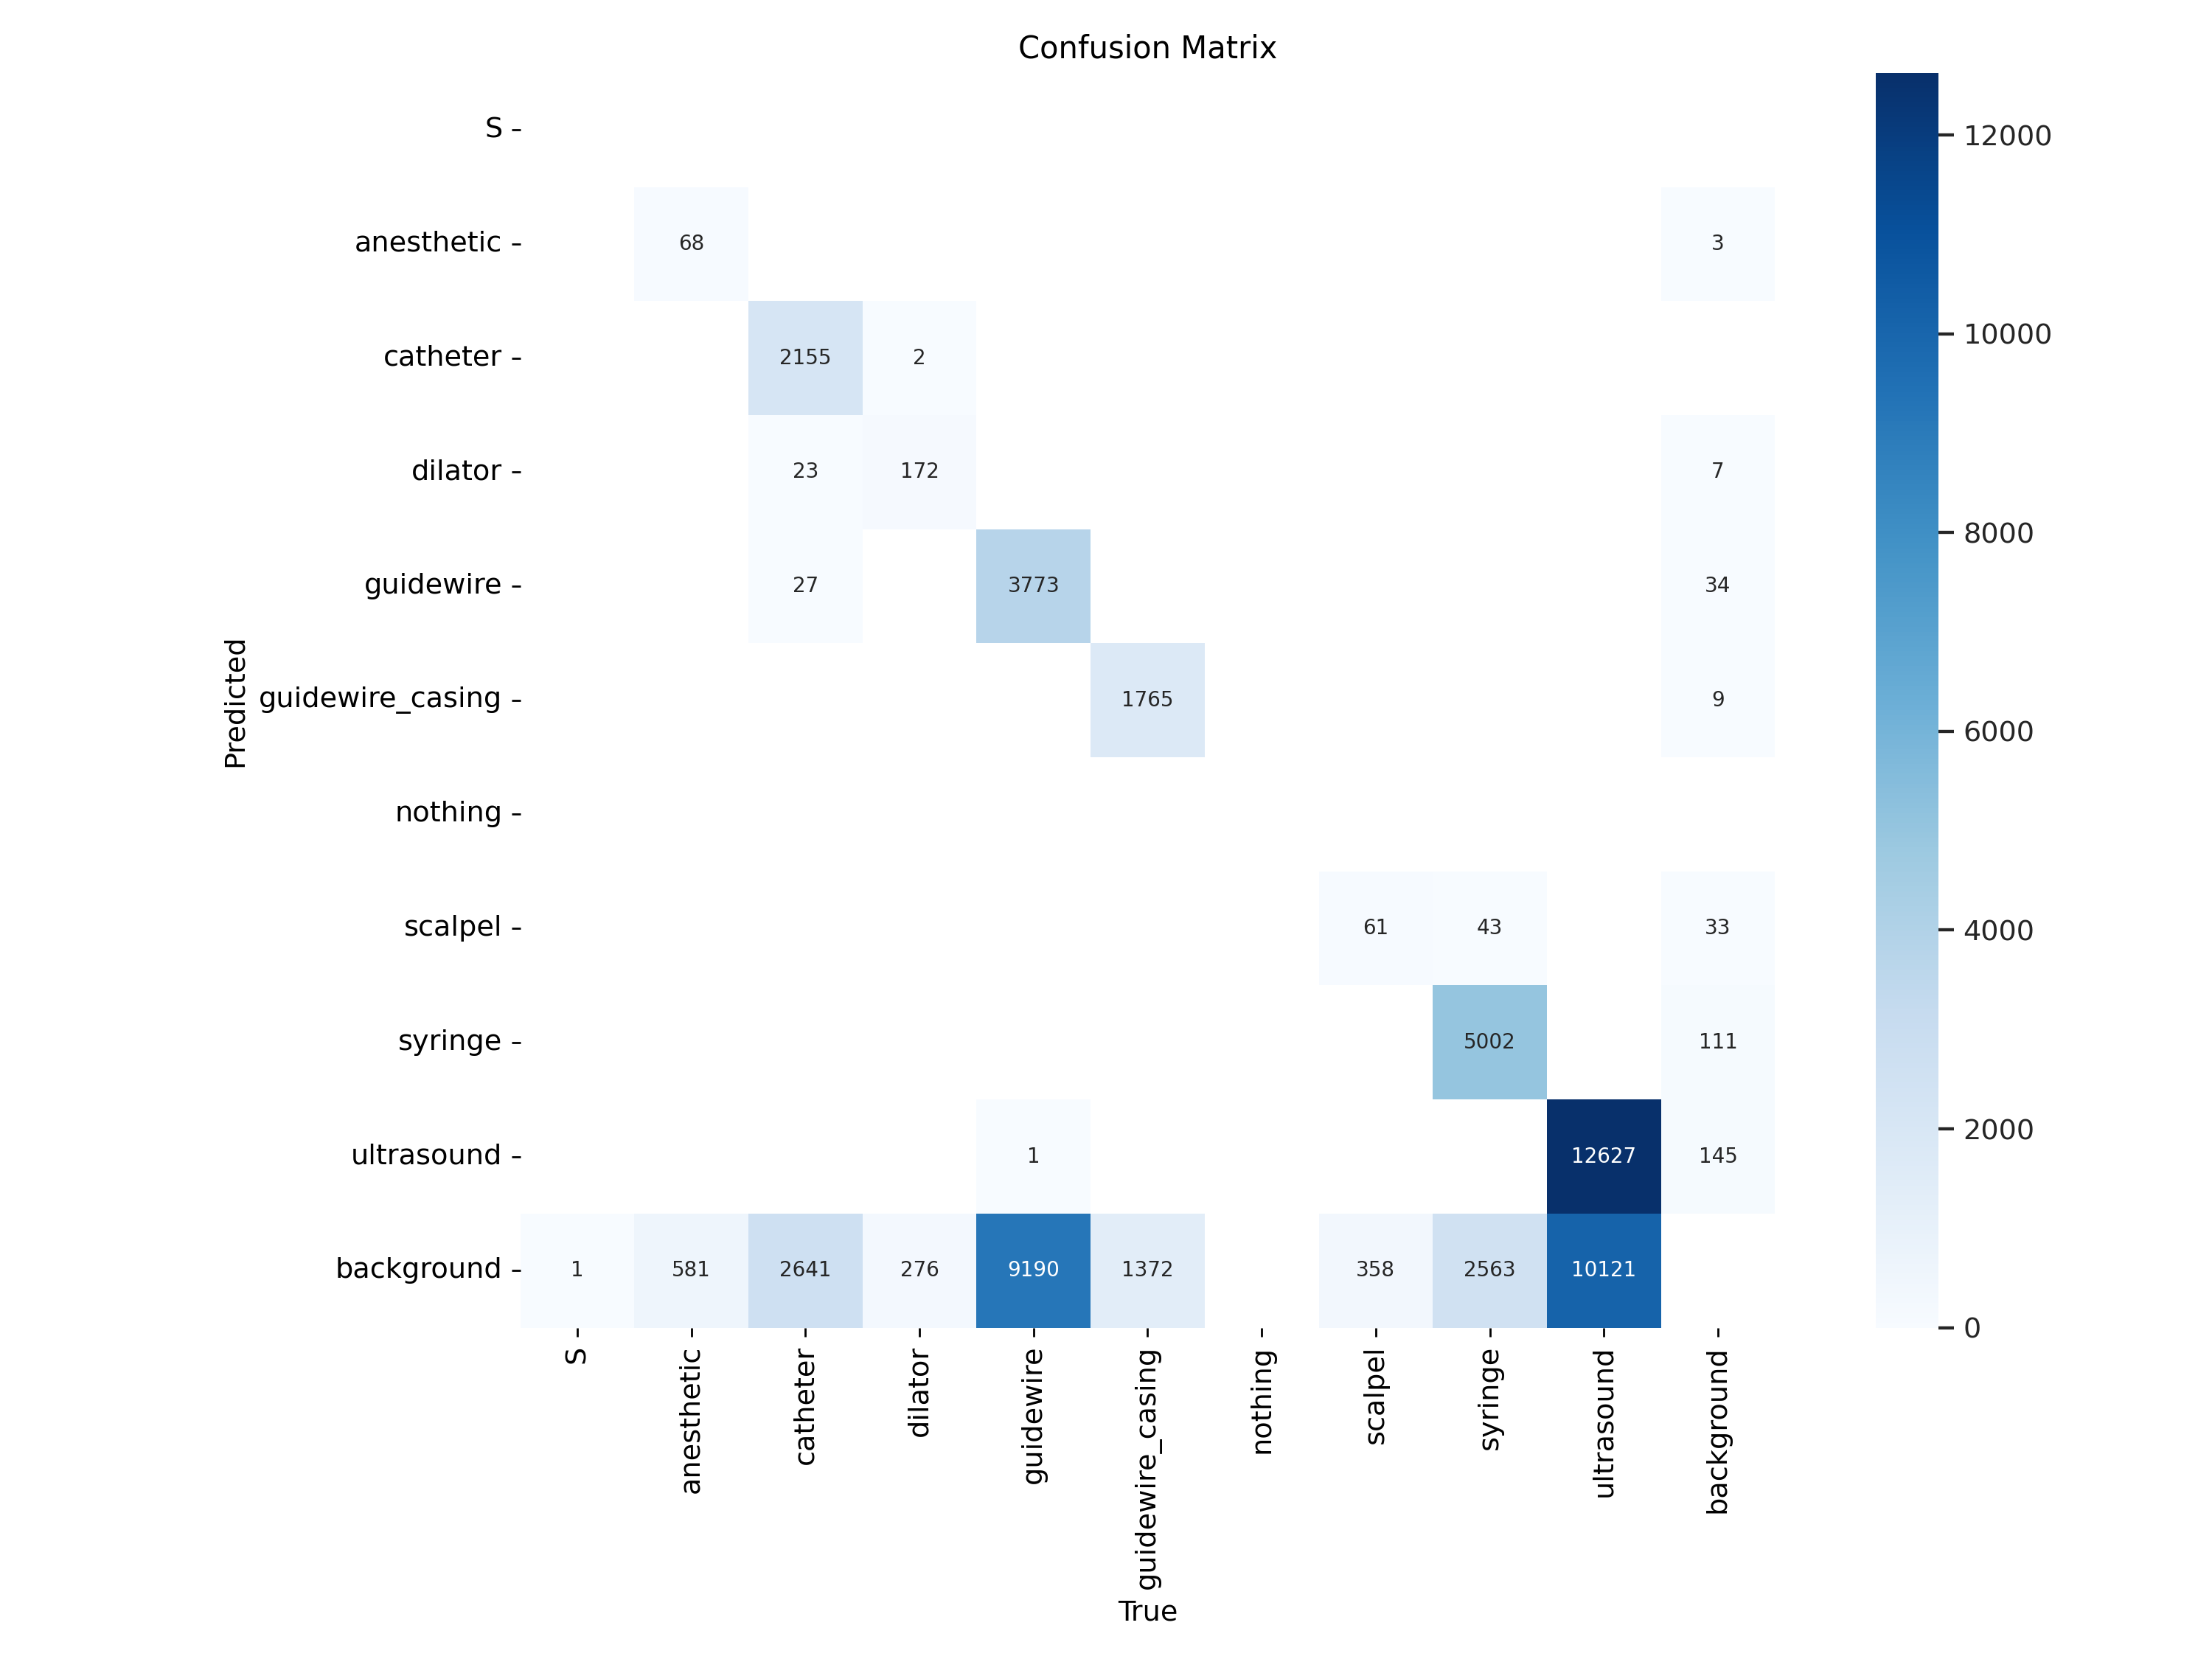 Confusion Matrix
S
anesthetic 68 3
catheter 2155 2
dilator 23 172 7
guidewire 27 3773 34
guidewire_casing 1765 9
nothing
scalpel 61 43 33
syringe 5002 111
ultrasound 1 12627 145
background 1 581 2641 276 9190 1372 358 2563 10121
Predicted
S anesthetic catheter dilator guidewire guidewire_casing nothing scalpel syringe ultrasound background
True
12000
10000
8000
6000
4000
2000
0